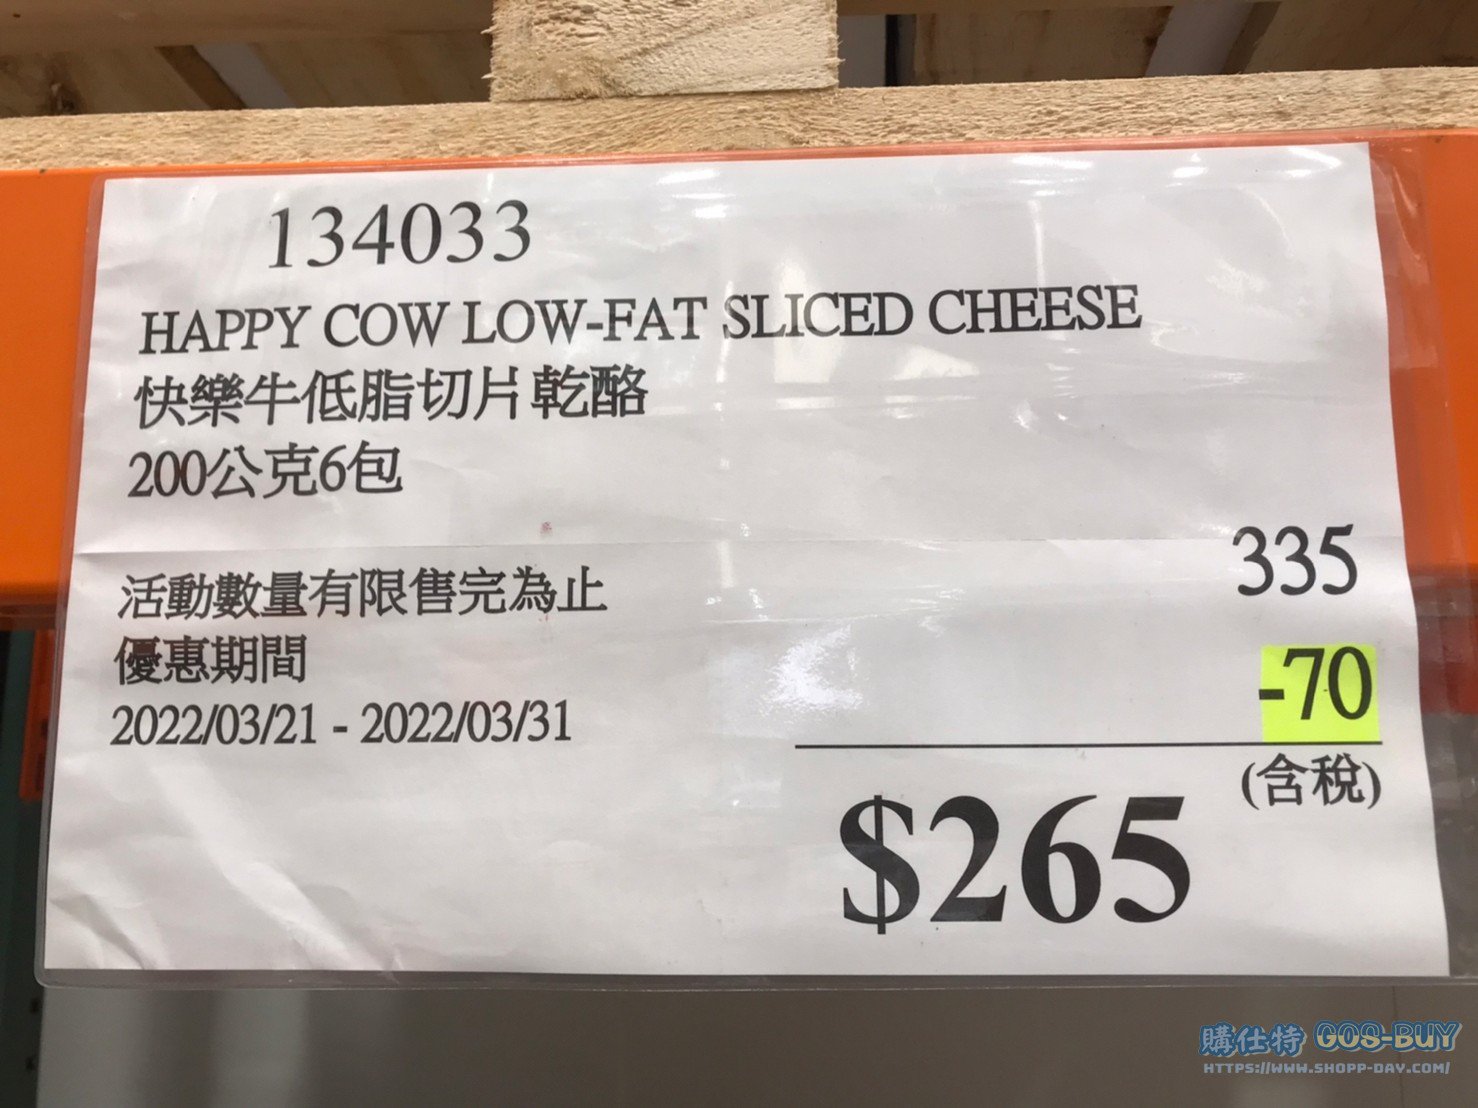 134033
HAPPY COW LOW-FAT SLICED CHEESE
快樂牛低脂切片乾酪
200公克6包
335
活動數量有限售完為止
優惠期間
-70
2022/03/21 - 2022/03/31
(含稅)
$265
購仕特 GOS-BUY
HTTPS://WWW.SHOPP-DAY.COM/